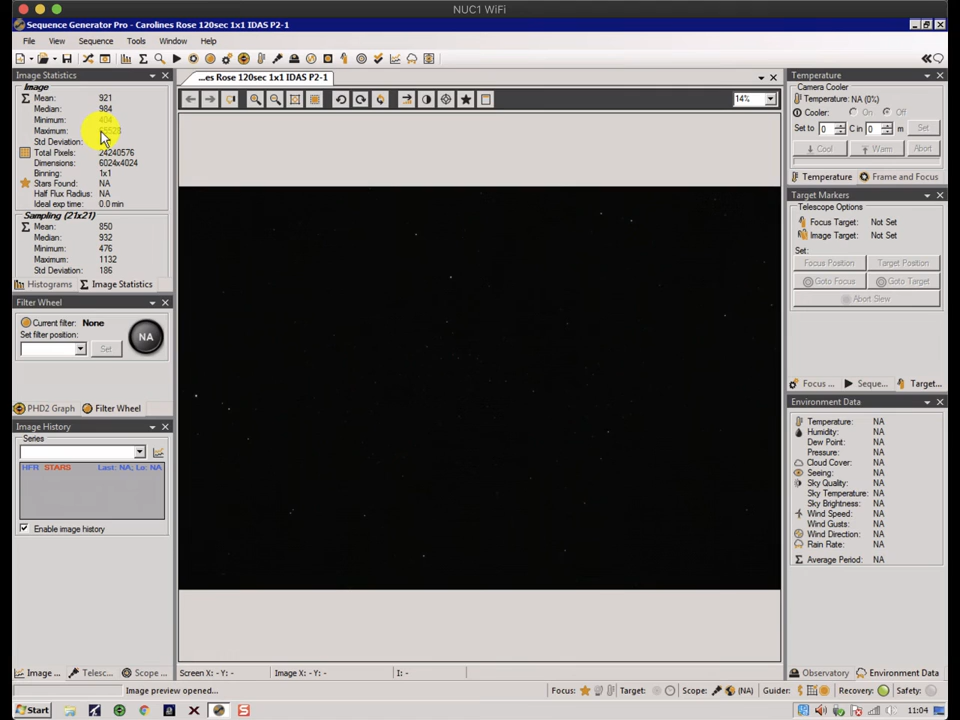 NUC1 WiFi
Sequence Generator Pro - Carolines Rose 120sec 1x1 IDAS P2-1
File View Sequence Tools Window Help
Image Statistics
Image
Mean: 921
Median: 984
Minimum: 404
Maximum:
Std Deviation:
Total Pixels: 24240576
Dimensions: 6024x4024
Binning: 1x1
Stars Found: NA
Half Flux Radius: NA
Ideal exp time: 0.0 min
Sampling (21x21)
Mean: 850
Median: 932
Minimum: 476
Maximum: 1132
Std Deviation: 186
Histograms Image Statistics
Filter Wheel
Current filter: None
Set filter position:
Set
NA
PHD2 Graph Filter Wheel
Image History
Series
HFR STARS Last: NA; Lo: NA
Enable image history
Image ... Telesc... Scope ...
...es Rose 120sec 1x1 IDAS P2-1
14%
Screen X: - Y: - Image X: - Y: - I: -
Temperature
Camera Cooler
Temperature: NA (0%)
Cooler: On Off
Set to 0 C in 0 m Set
Cool Warm Abort
Temperature Frame and Focus
Target Markers
Telescope Options
Focus Target: Not Set
Image Target: Not Set
Set:
Focus Position Target Position
Goto Focus Goto Target
Abort Slew
Focus ... Seque... Target...
Environment Data
Temperature: NA
Humidity: NA
Dew Point: NA
Pressure: NA
Cloud Cover: NA
Seeing: NA
Sky Quality: NA
Sky Temperature: NA
Sky Brightness: NA
Wind Speed: NA
Wind Gusts: NA
Wind Direction: NA
Rain Rate: NA
Average Period: NA
Observatory Environment Data
Image preview opened...
Focus: Target: Scope: (NA) Guider: Recovery: Safety:
Start
11:04